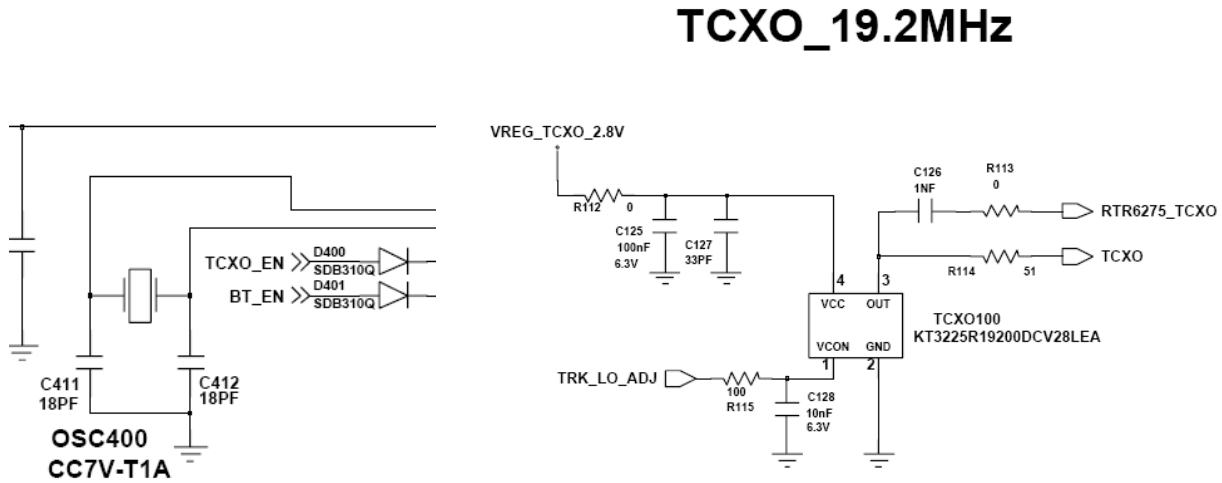 TCXO_19.2MHz
TCXO_EN
D400
SDB310Q
BT_EN
D401
SDB310Q
C411
18PF
C412
18PF
OSC400
CC7V-T1A
VREG_TCXO_2.8V
R112 0
C125
100nF
6.3V
C127
33PF
C126
1NF
R113
0
RTR6275_TCXO
R114 51
TCXO
4 3
VCC OUT
VCON GND
1 2
TCXO100
KT3225R19200DCV28LEA
TRK_LO_ADJ
100
R115
C128
10nF
6.3V